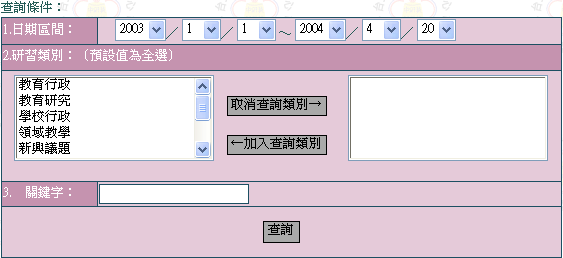 查詢條件：
1.日期區間： 2003 ／ 1 ／ 1 ～ 2004 ／ 4 ／ 20
2.研習類別：（預設值為全選）
教育行政
教育研究
學校行政
領域教學
新興議題
取消查詢類別→
←加入查詢類別
3. 關鍵字：
查詢